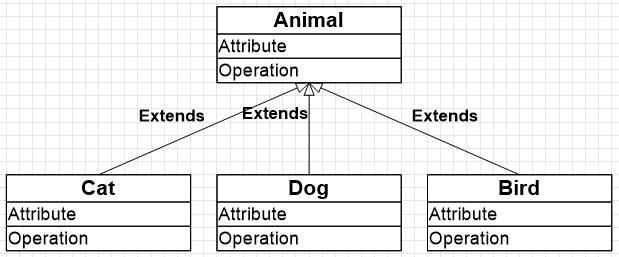 Animal
Attribute
Operation
Extends
Extends
Extends
Cat
Attribute
Operation
Dog
Attribute
Operation
Bird
Attribute
Operation